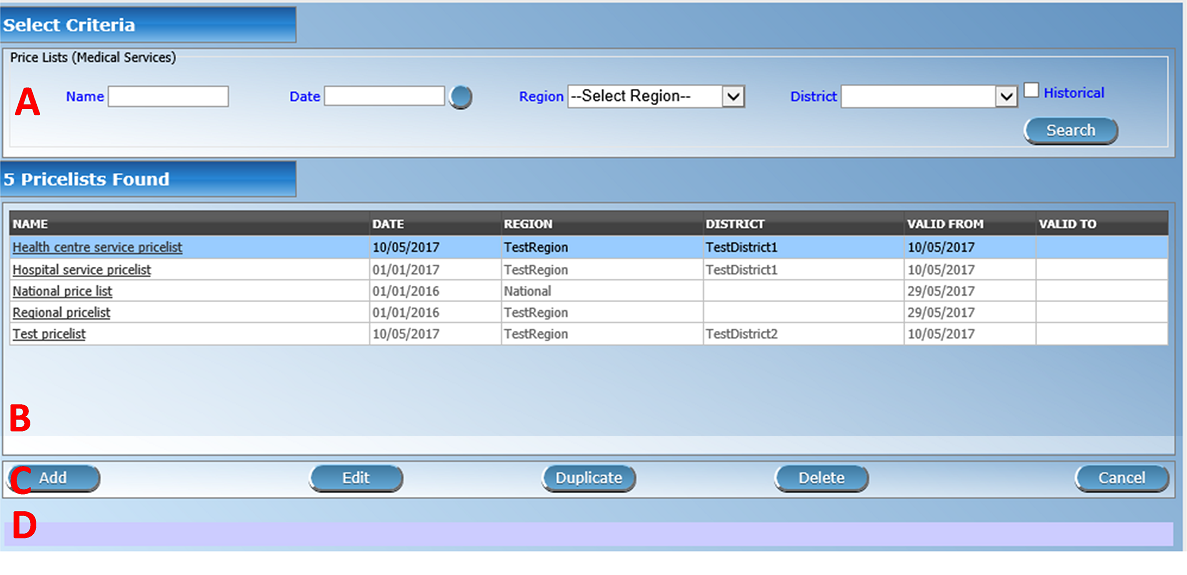 Select Criteria
Price Lists (Medical Services)
A Name Date Region --Select Region-- District Historical
Search
5 Pricelists Found
NAME DATE REGION DISTRICT VALID FROM VALID TO
Health centre service pricelist 10/05/2017 TestRegion TestDistrict1 10/05/2017
Hospital service pricelist 01/01/2017 TestRegion TestDistrict1 10/05/2017
National price list 01/01/2016 National 29/05/2017
Regional pricelist 01/01/2016 TestRegion 29/05/2017
Test pricelist 10/05/2017 TestRegion TestDistrict2 10/05/2017
B
C Add Edit Duplicate Delete Cancel
D